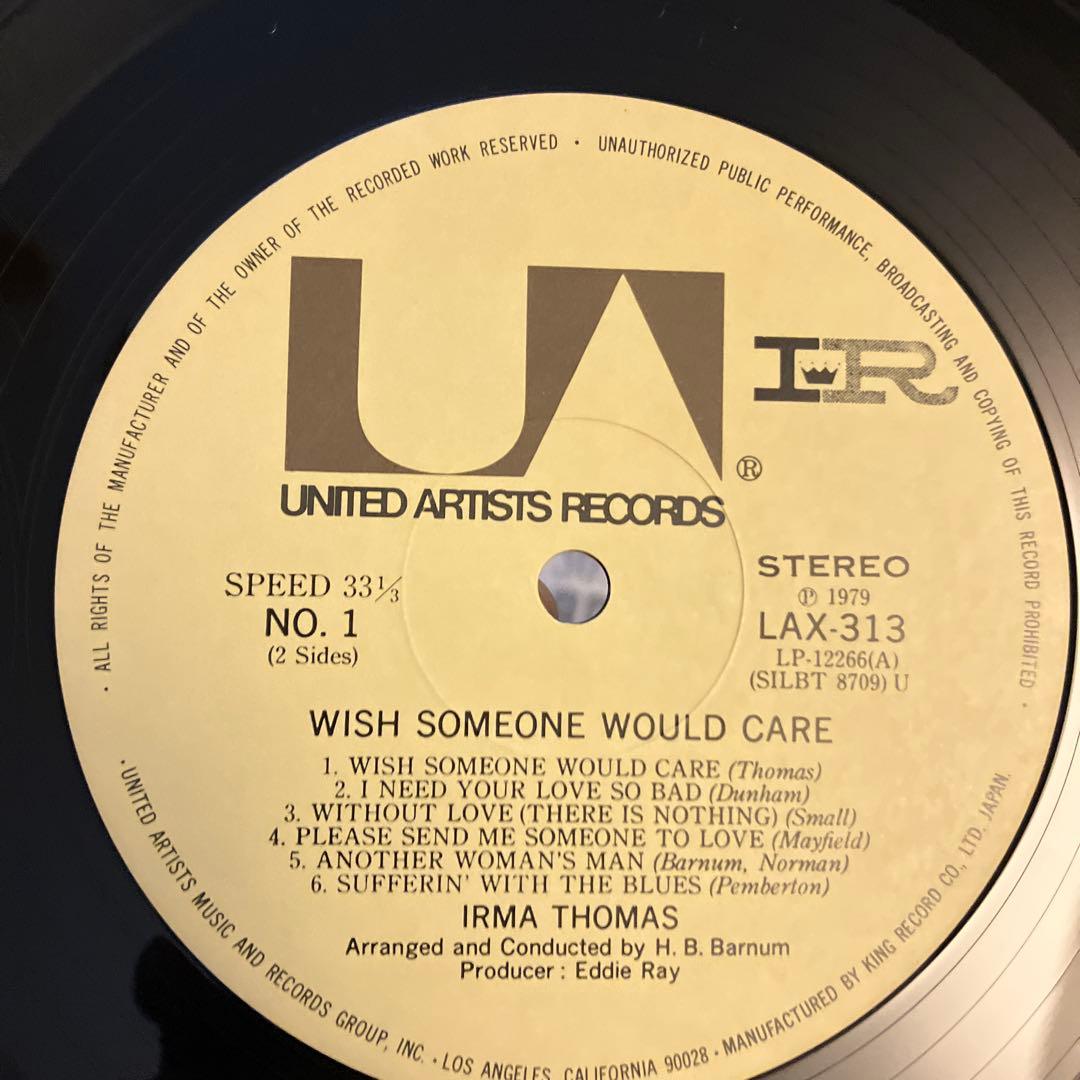 · ALL RIGHTS OF THE MANUFACTURER AND OF THE OWNER OF THE RECORDED WORK RESERVED · UNAUTHORIZED PUBLIC PERFORMANCE, BROADCASTING AND COPYING OF THIS RECORD PROHIBITED ·
UA
IR
®
UNITED ARTISTS RECORDS
SPEED 33⅓
NO. 1
(2 Sides)
STEREO
Ⓟ 1979
LAX-313
LP-12266(A)
(SILBT 8709) U
WISH SOMEONE WOULD CARE
1. WISH SOMEONE WOULD CARE (Thomas)
2. I NEED YOUR LOVE SO BAD (Dunham)
3. WITHOUT LOVE (THERE IS NOTHING) (Small)
4. PLEASE SEND ME SOMEONE TO LOVE (Mayfield)
5. ANOTHER WOMAN'S MAN (Barnum, Norman)
6. SUFFERIN' WITH THE BLUES (Pemberton)
IRMA THOMAS
Arranged and Conducted by H. B. Barnum
Producer : Eddie Ray
· UNITED ARTISTS MUSIC AND RECORDS GROUP, INC. · LOS ANGELES, CALIFORNIA 90028 · MANUFACTURED BY KING RECORD CO., LTD. JAPAN.